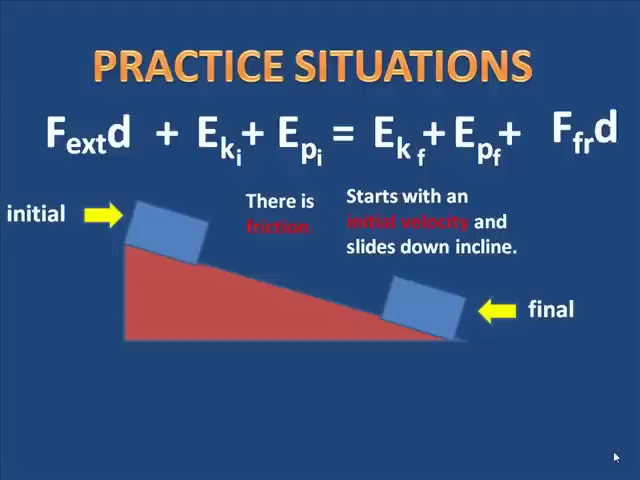 PRACTICE SITUATIONS
F_ext d + E_k_i + E_p_i = E_k_f + E_p_f + F_fr d
initial
There is
friction
Starts with an
initial velocity and
slides down incline.
final